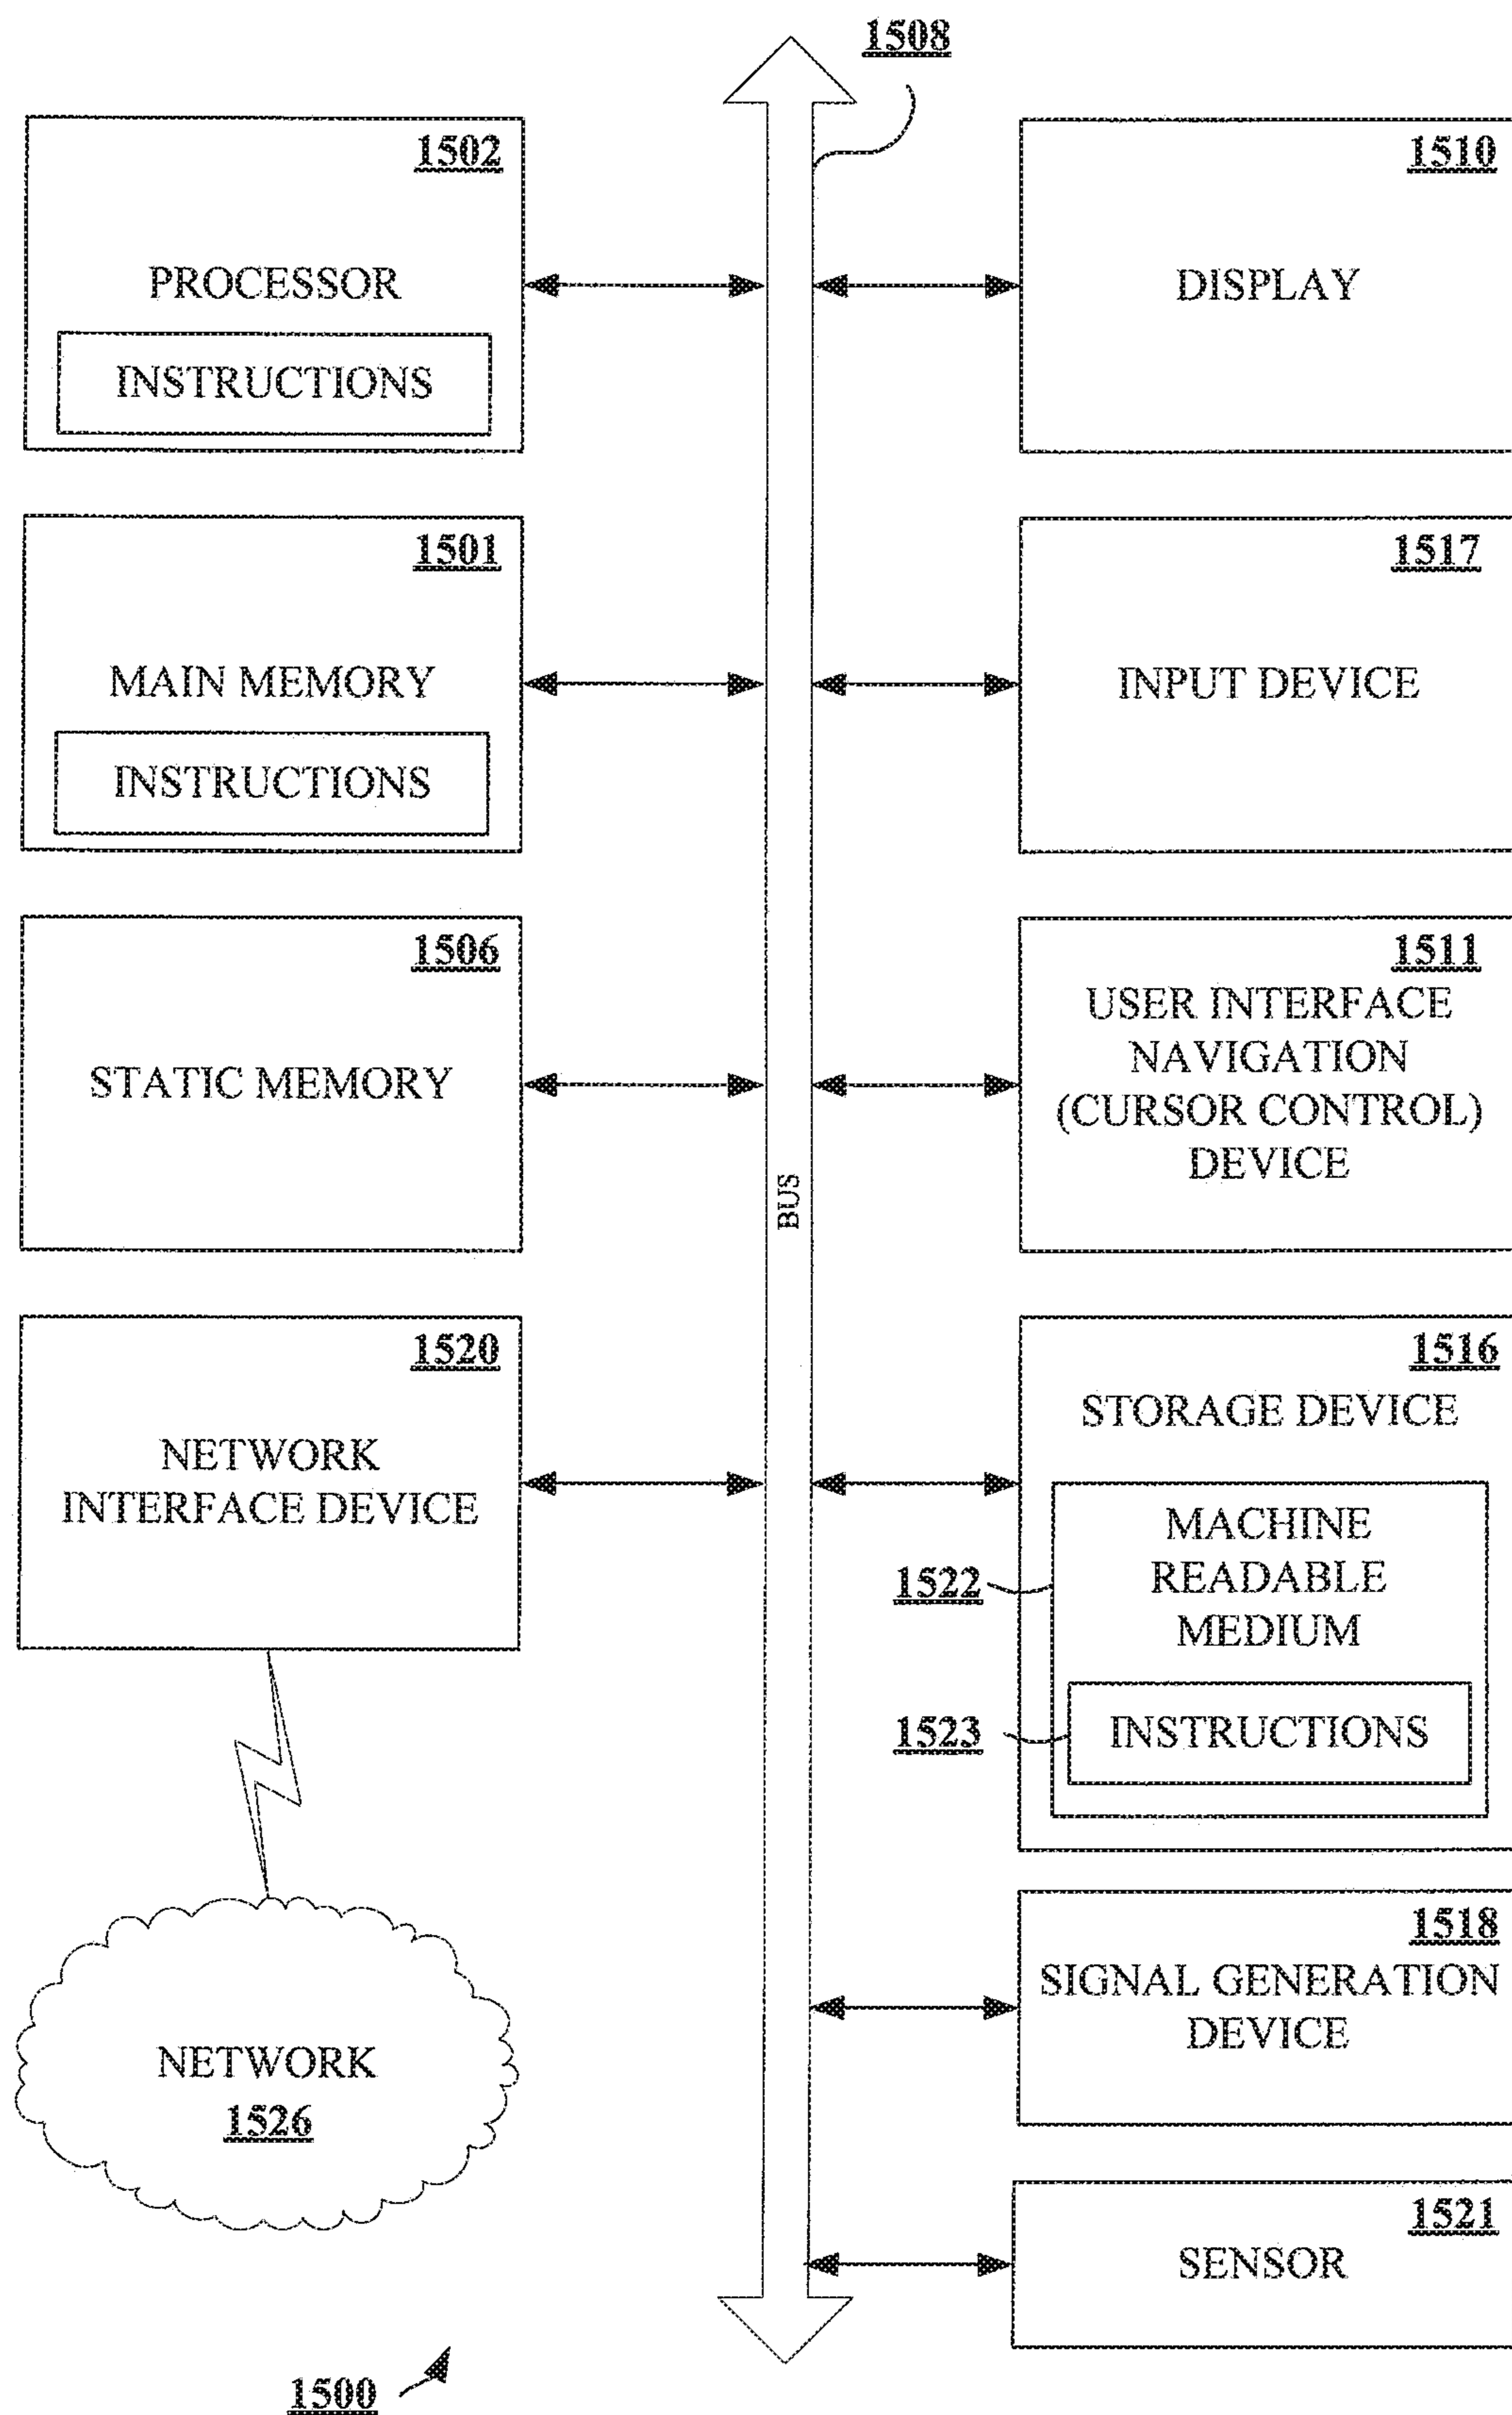 1508
1502
PROCESSOR
INSTRUCTIONS
1510
DISPLAY
1501
MAIN MEMORY
INSTRUCTIONS
1517
INPUT DEVICE
1506
STATIC MEMORY
1511
USER INTERFACE
NAVIGATION
(CURSOR CONTROL)
DEVICE
BUS
1520
NETWORK
INTERFACE DEVICE
1516
STORAGE DEVICE
MACHINE
READABLE
MEDIUM
1522
INSTRUCTIONS
1523
1518
SIGNAL GENERATION
DEVICE
NETWORK
1526
1521
SENSOR
1500